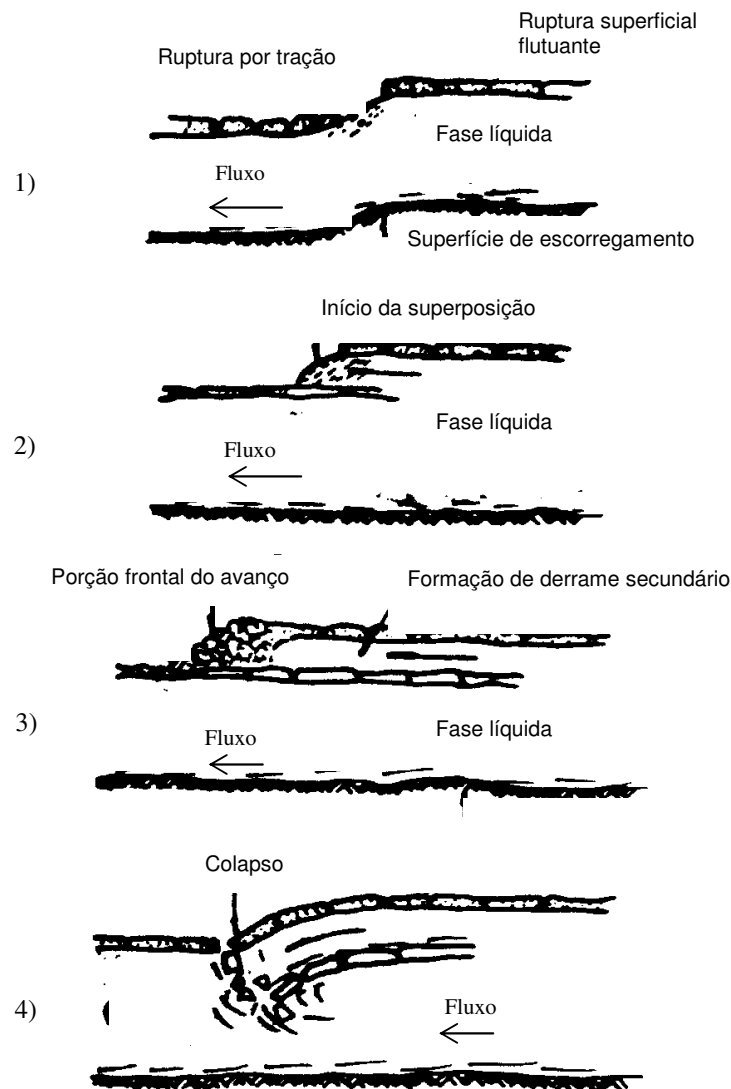 Ruptura superficial
flutuante
Ruptura por tração
Fase líquida
1)
Fluxo
Superfície de escorregamento
Início da superposição
Fase líquida
2)
Fluxo
Porção frontal do avanço
Formação de derrame secundário
3)
Fase líquida
Fluxo
Colapso
4)
Fluxo